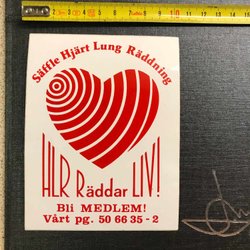 Säffle Hjärt Lung Räddning
HLR Räddar LIV!
Bli MEDLEM!
Vårt pg. 50 66 35 - 2